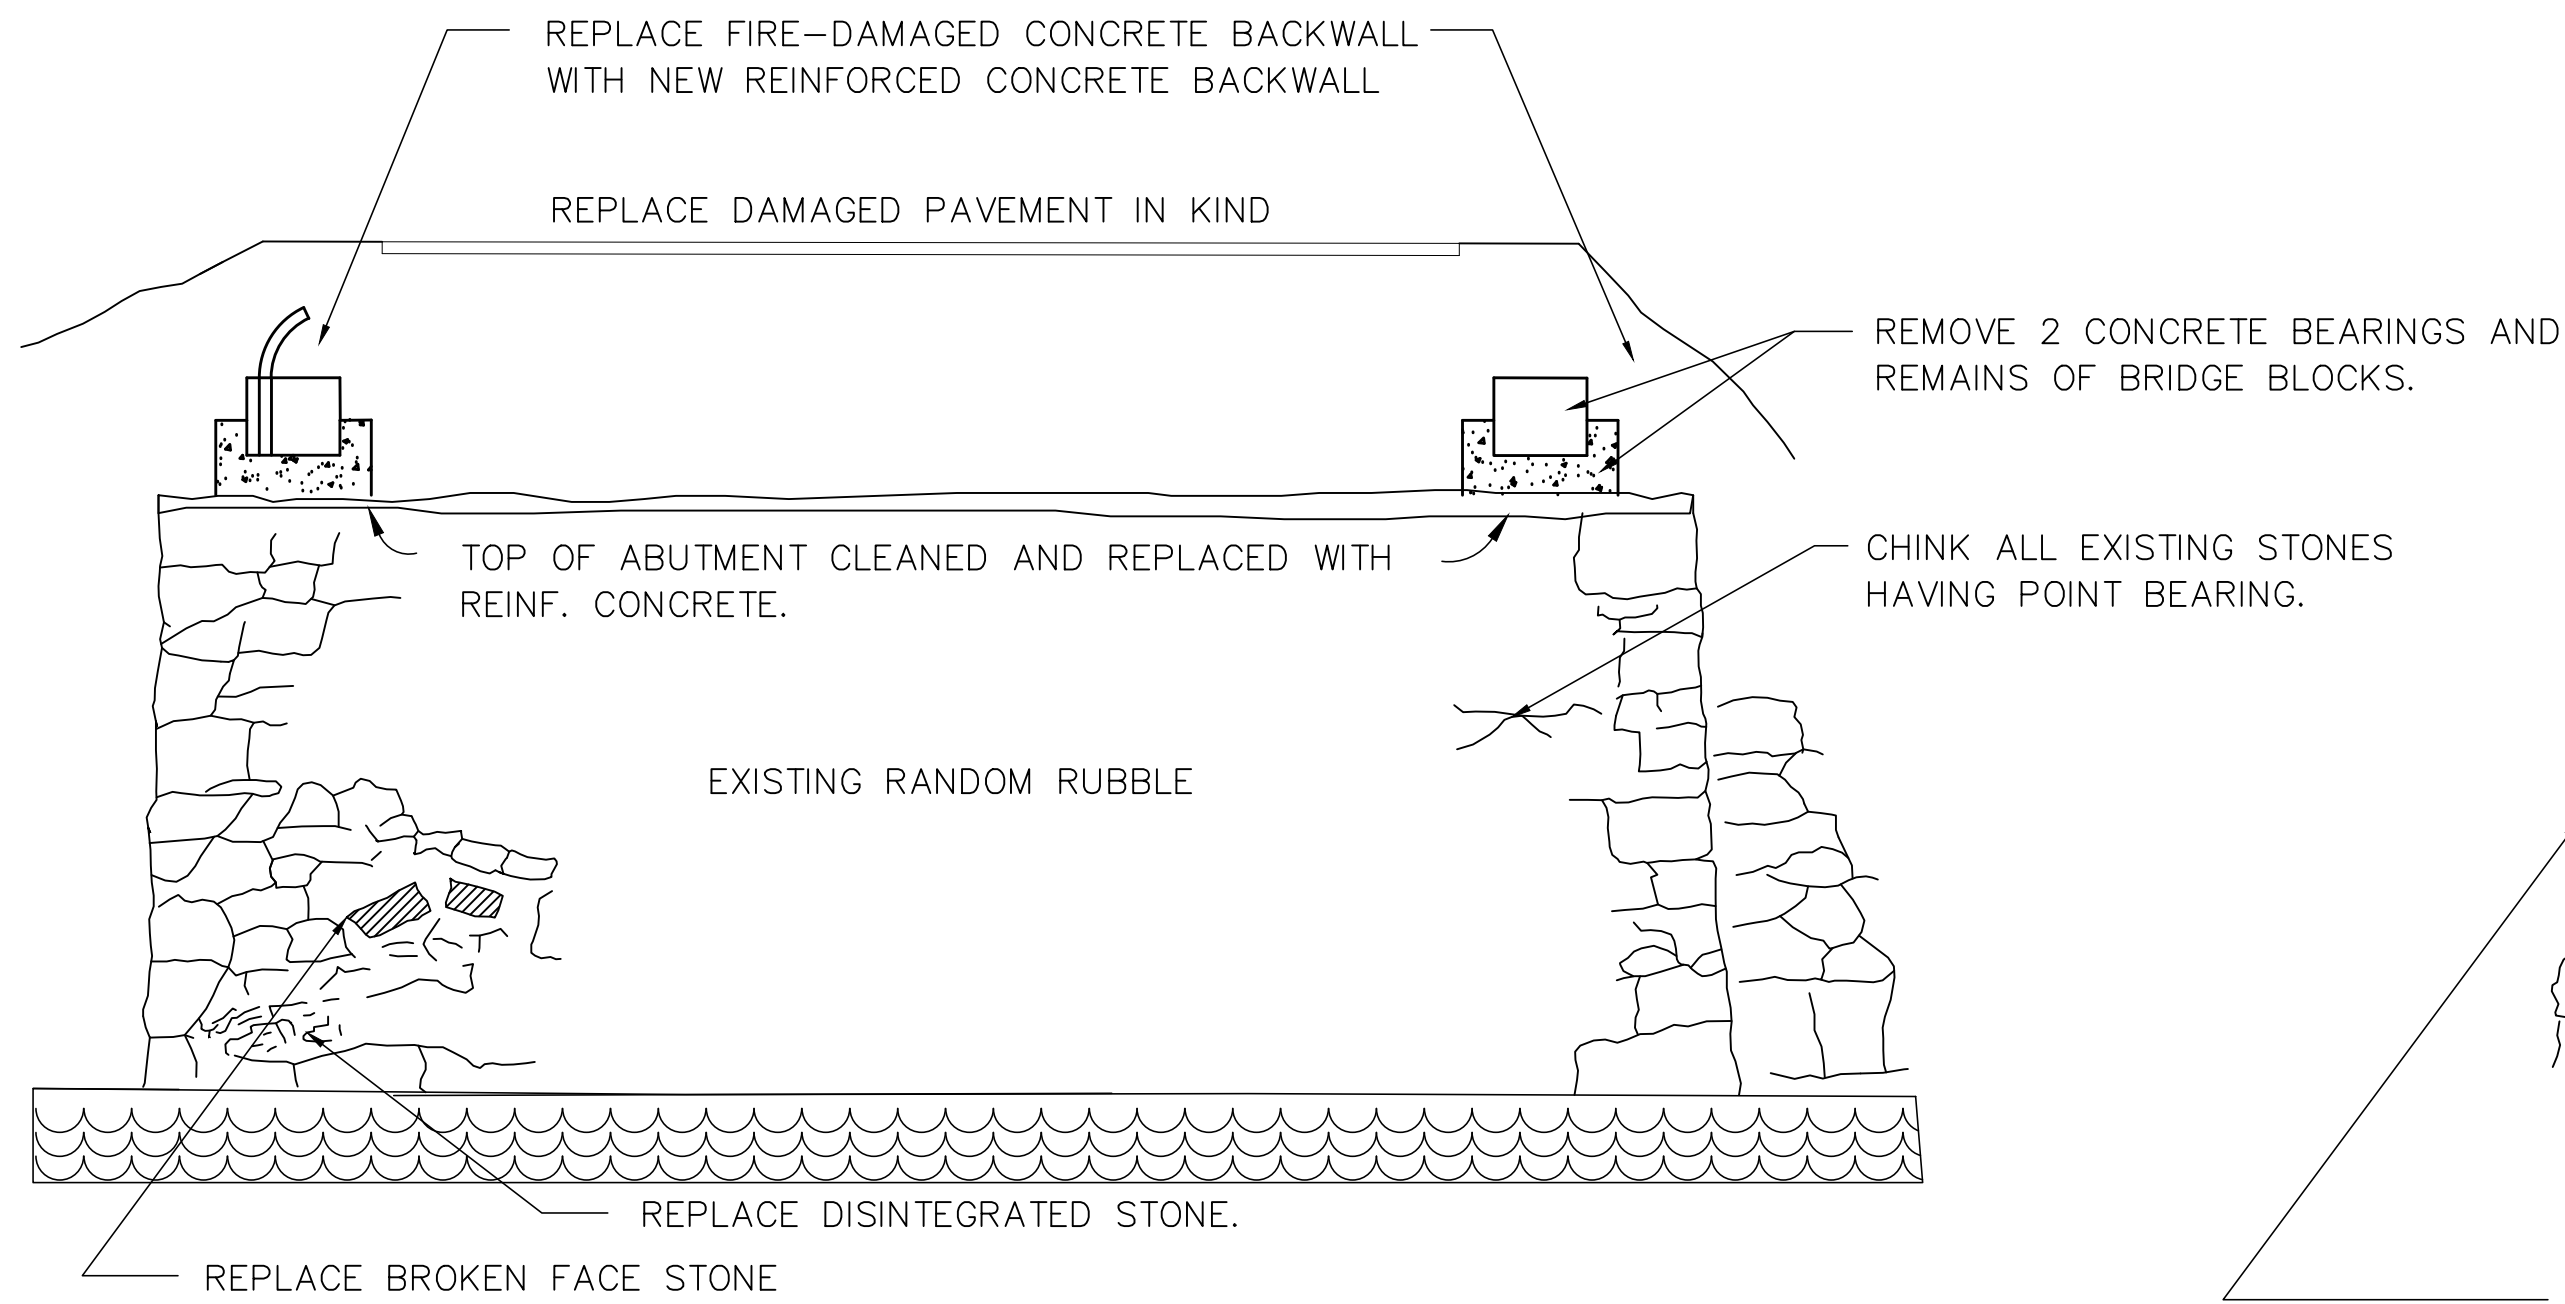 REPLACE FIRE-DAMAGED CONCRETE BACKWALL
WITH NEW REINFORCED CONCRETE BACKWALL
REPLACE DAMAGED PAVEMENT IN KIND
REMOVE 2 CONCRETE BEARINGS AND
REMAINS OF BRIDGE BLOCKS.
TOP OF ABUTMENT CLEANED AND REPLACED WITH
REINF. CONCRETE.
CHINK ALL EXISTING STONES
HAVING POINT BEARING.
EXISTING RANDOM RUBBLE
REPLACE DISINTEGRATED STONE.
REPLACE BROKEN FACE STONE